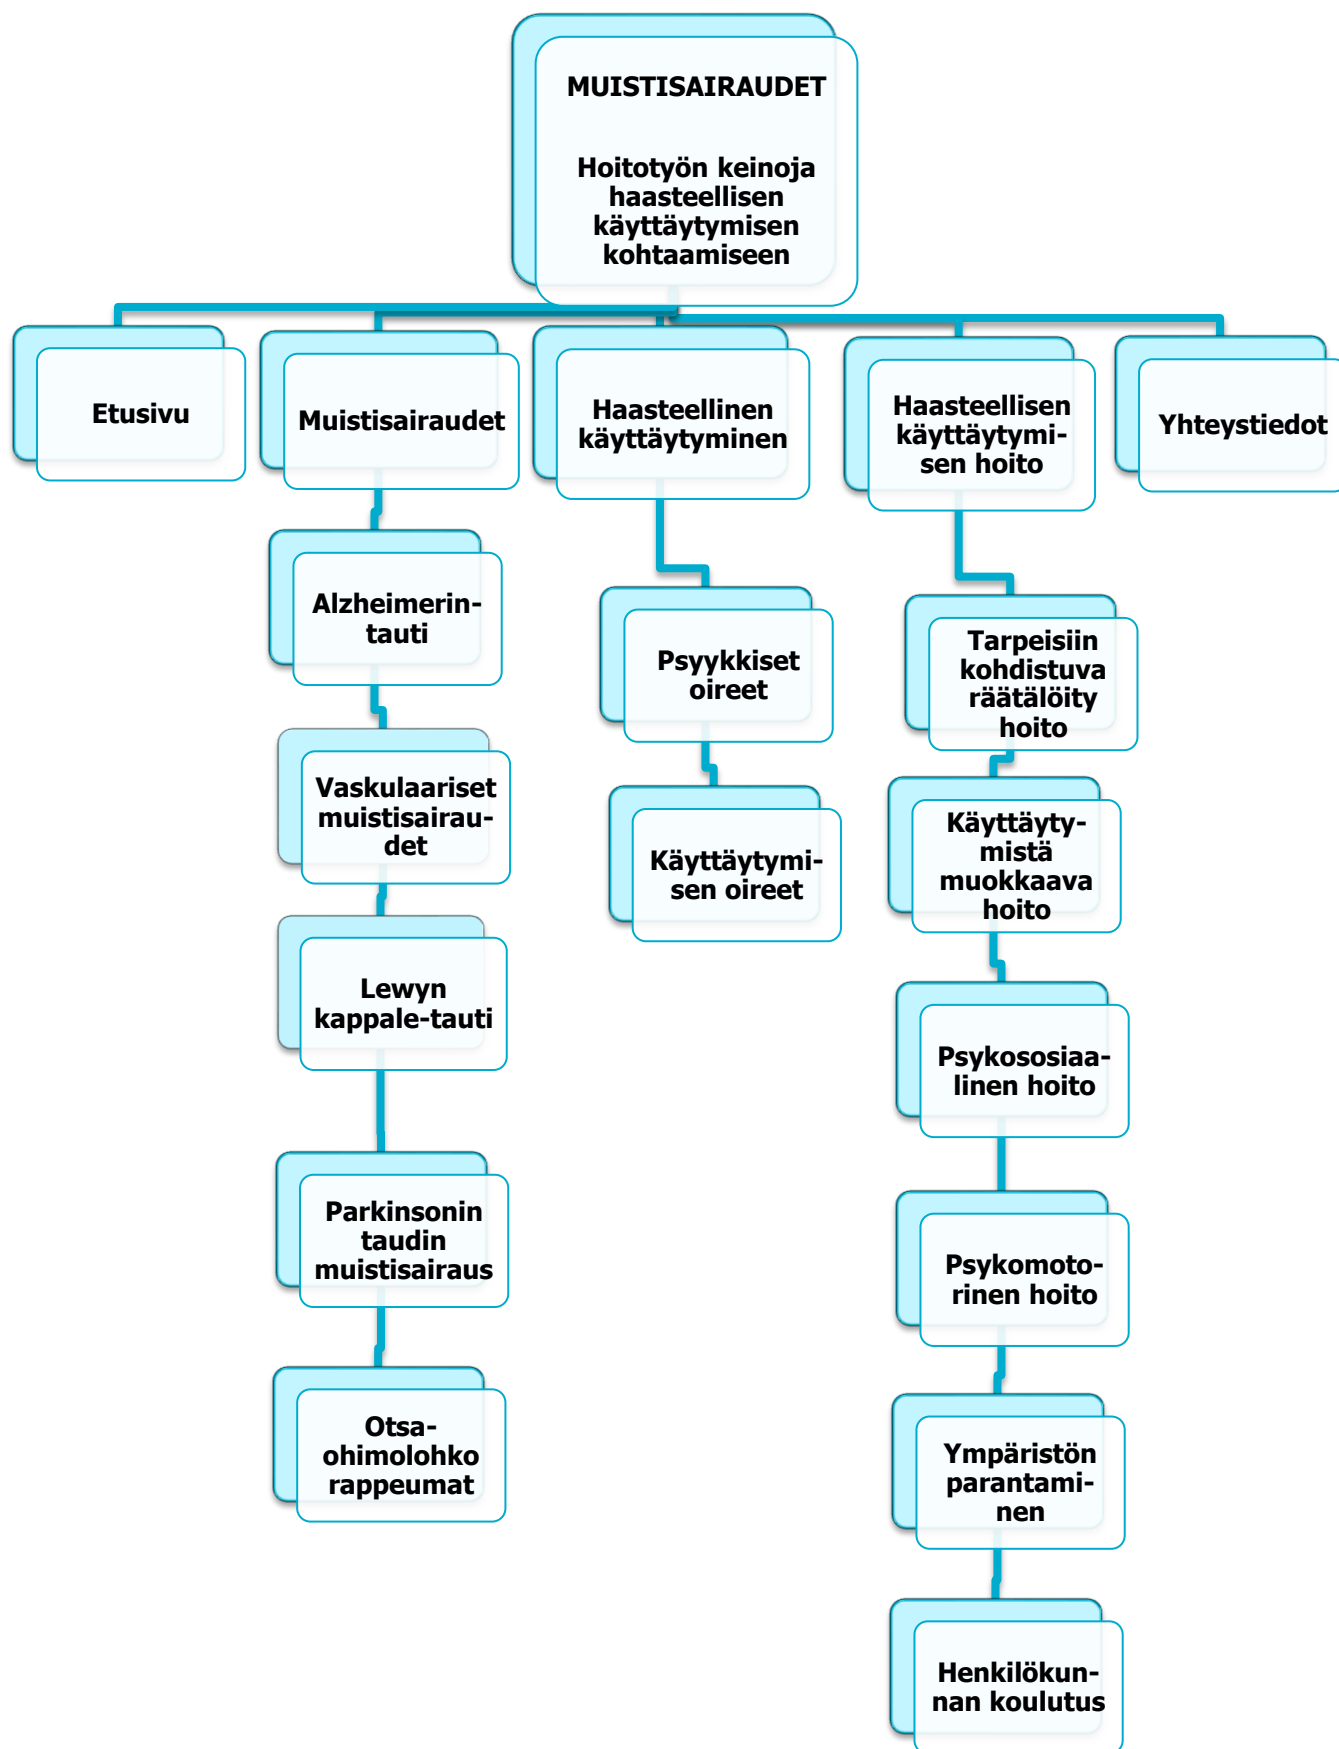 MUISTISAIRAUDET
Hoitotyön keinoja
haasteellisen
käyttäytymisen
kohtaamiseen
Etusivu
Muistisairaudet
Haasteellinen
käyttäytyminen
Haasteellisen
käyttäytymi-
sen hoito
Yhteystiedot
Alzheimerin-
tauti
Vaskulaariset
muistisairau-
det
Lewyn
kappale-tauti
Parkinsonin
taudin
muistisairaus
Otsa-
ohimolohko
rappeumat
Psyykkiset
oireet
Käyttäytymi-
sen oireet
Tarpeisiin
kohdistuva
räätälöity
hoito
Käyttäyty-
mistä
muokkaava
hoito
Psykososiaa-
linen hoito
Psykomoto-
rinen hoito
Ympäristön
parantami-
nen
Henkilökun-
nan koulutus